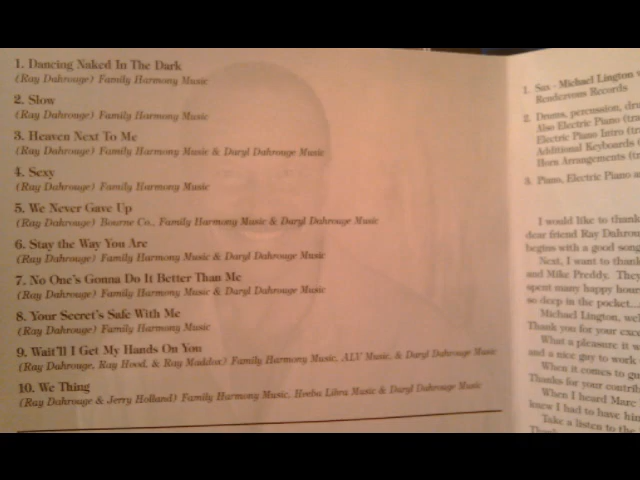 1. Dancing Naked In The Dark
(Ray Dahrouge) Family Harmony Music
2. Slow
(Ray Dahrouge) Family Harmony Music
3. Heaven Next To Me
(Ray Dahrouge) Family Harmony Music & Daryl Dahrouge Music
4. Sexy
(Ray Dahrouge) Family Harmony Music
5. We Never Gave Up
(Ray Dahrouge) Bourne Co., Family Harmony Music & Daryl Dahrouge Music
6. Stay the Way You Are
(Ray Dahrouge) Family Harmony Music & Daryl Dahrouge Music
7. No One's Gonna Do It Better Than Me
(Ray Dahrouge) Family Harmony Music & Daryl Dahrouge Music
8. Your Secret's Safe With Me
(Ray Dahrouge) Family Harmony Music
9. Wait'll I Get My Hands On You
(Ray Dahrouge, Ray Hood, & Ray Maddox) Family Harmony Music, ALV Music, & Daryl Dahrouge Music
10. We Thing
(Ray Dahrouge & Jerry Holland) Family Harmony Music, Heeba Libra Music & Daryl Dahrouge Music
1. Sax - Michael Lington
Rendezvous Records
2. Drums, percussion,
Also Electric Piano
Electric Piano Intro
Additional Keyboards
Horn Arrangements
3. Piano, Electric Piano
I would like to thank
dear friend Ray
begins with a good song
Next, I want to thank
and Mike Preddy. They
spent many happy
so deep in the pocket...
Michael Lington,
Thank you for your
What a pleasure it
and a nice guy to work
When it comes to
Thanks for your
When I heard Marc
knew I had to have him
Take a listen to the